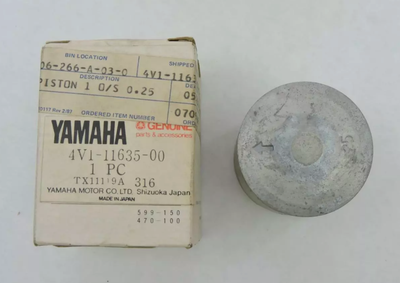 BIN LOCATION SHIPPED
06-266-A-03-0 4V1-1163
DESCRIPTION
PISTON 1 O/S 0.25 05
ORDERED ITEM NUMBER
070
YAMAHA GENUINE
parts & accessories
4V1-11635-00
1 PC
316
YAMAHA MOTOR CO.LTD. Shizuoka Japan
MADE IN JAPAN
599-150
470-100